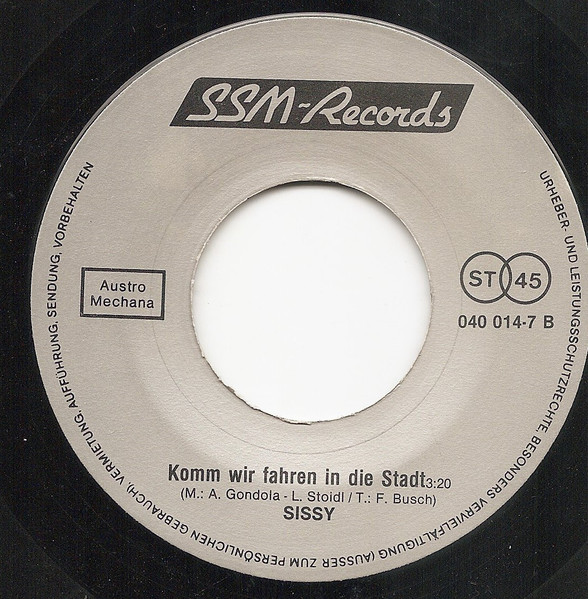 SSM-Records
Austro
Mechana
ST 45
040 014-7 B
Komm wir fahren in die Stadt 3:20
(M.: A. Gondola - L. Stoidl / T.: F. Busch)
SISSY
URHEBER- UND LEISTUNGSSCHUTZRECHTE, BESONDERS VERVIELFÄLTIGUNG (AUSSER ZUM PERSÖNLICHEN GEBRAUCH), VERMIETUNG, AUFFÜHRUNG, SENDUNG, VORBEHALTEN